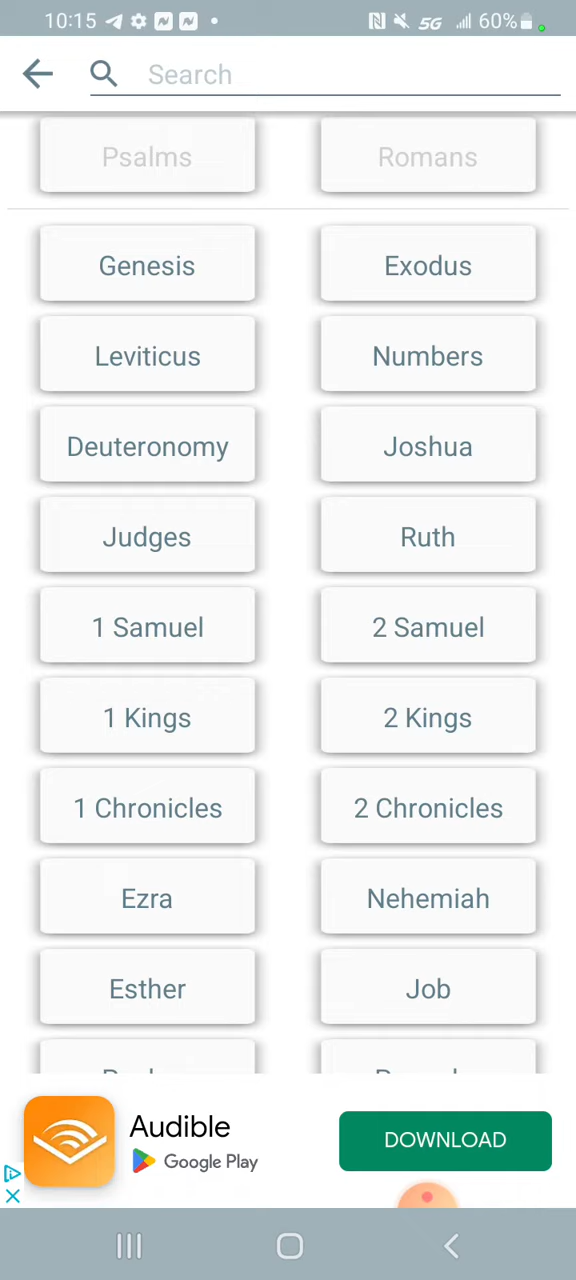 10:15 5G 60%
Search
Psalms Romans
Genesis Exodus
Leviticus Numbers
Deuteronomy Joshua
Judges Ruth
1 Samuel 2 Samuel
1 Kings 2 Kings
1 Chronicles 2 Chronicles
Ezra Nehemiah
Esther Job
Audible
Google Play
DOWNLOAD